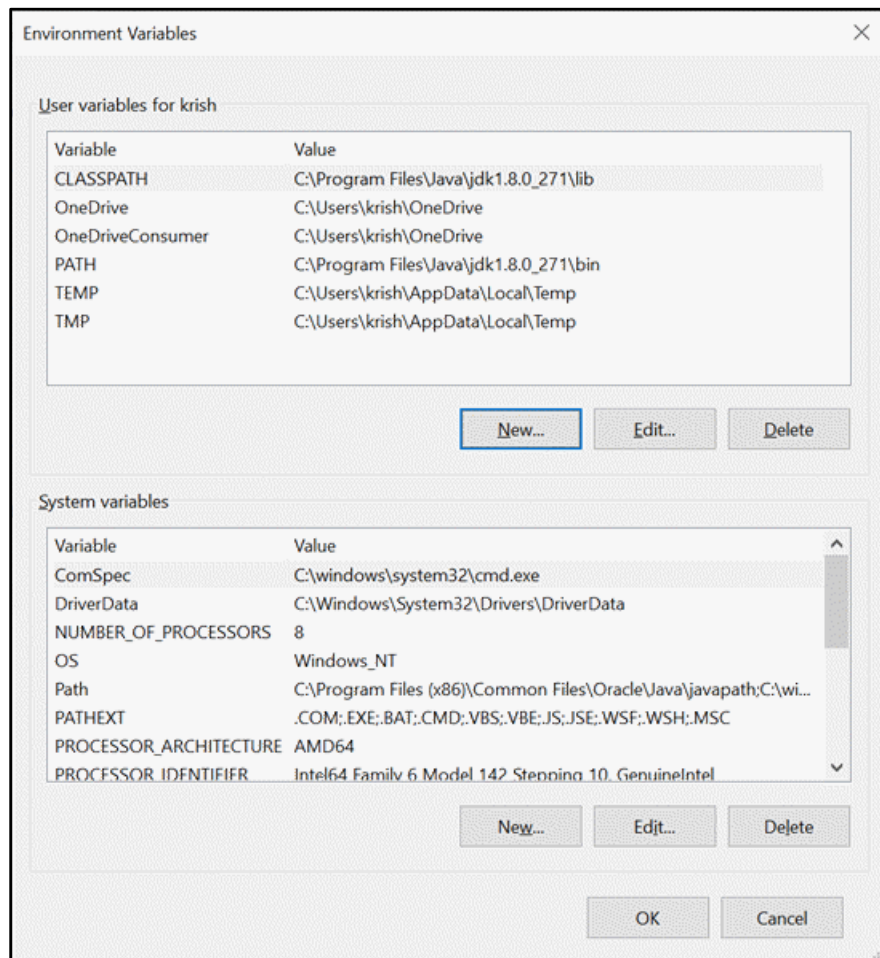 Environment Variables
User variables for krish
Variable Value
CLASSPATH C:\Program Files\Java\jdk1.8.0_271\lib
OneDrive C:\Users\krish\OneDrive
OneDriveConsumer C:\Users\krish\OneDrive
PATH C:\Program Files\Java\jdk1.8.0_271\bin
TEMP C:\Users\krish\AppData\Local\Temp
TMP C:\Users\krish\AppData\Local\Temp
New... Edit... Delete
System variables
Variable Value
ComSpec C:\windows\system32\cmd.exe
DriverData C:\Windows\System32\Drivers\DriverData
NUMBER_OF_PROCESSORS 8
OS Windows_NT
Path C:\Program Files (x86)\Common Files\Oracle\Java\javapath;C:\wi...
PATHEXT .COM;.EXE;.BAT;.CMD;.VBS;.VBE;.JS;.JSE;.WSF;.WSH;.MSC
PROCESSOR_ARCHITECTURE AMD64
PROCESSOR_IDENTIFIER Intel64 Family 6 Model 142 Stepping 10, GenuineIntel
New... Edit... Delete
OK Cancel